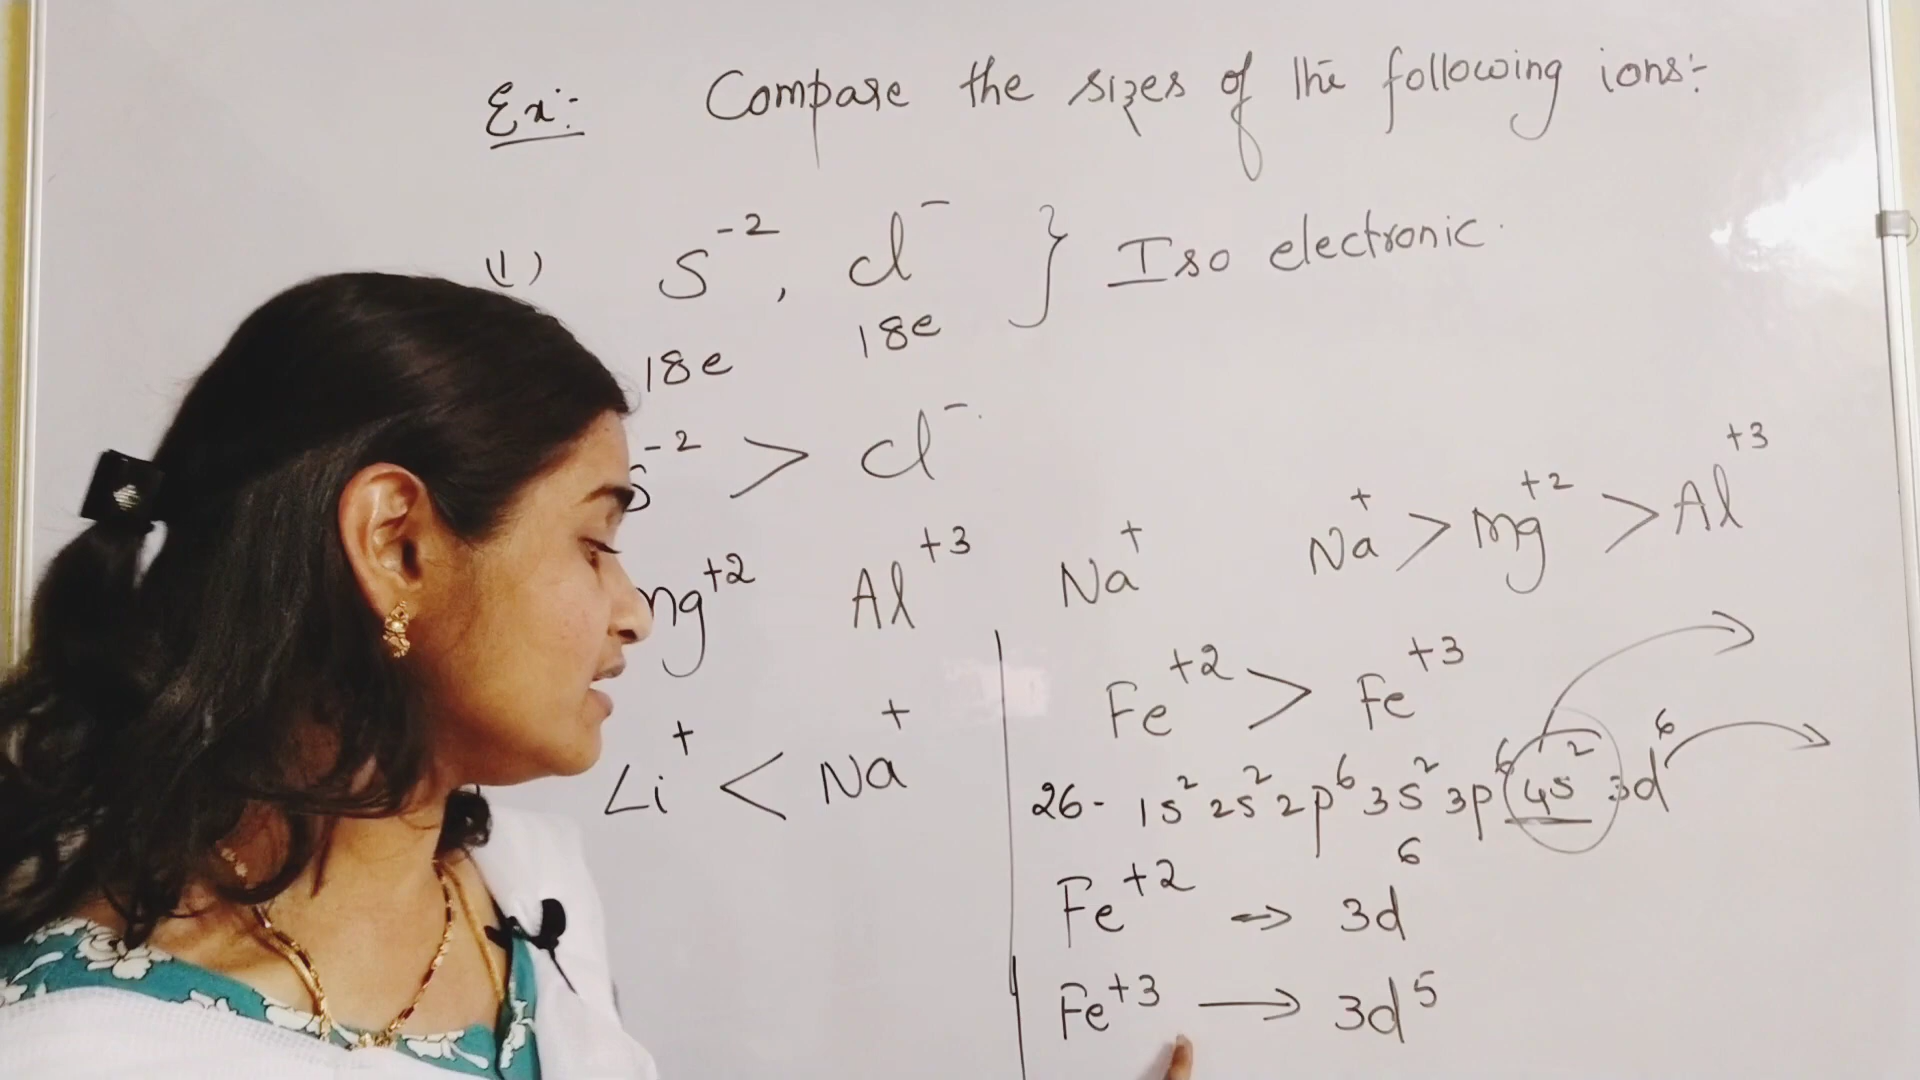 Ex:- Compare the sizes of the following ions:-
(1) S⁻², Cl⁻ } Iso electronic.
18e 18e
S⁻² > Cl⁻
Mg⁺² Al⁺³ Na⁺ Na⁺ > Mg⁺² > Al⁺³
Li⁺ < Na⁺
Fe⁺² > Fe⁺³
26- 1s² 2s² 2p⁶ 3s² 3p⁶ 4s² 3d⁶
Fe⁺² → 3d⁶
Fe⁺³ → 3d⁵